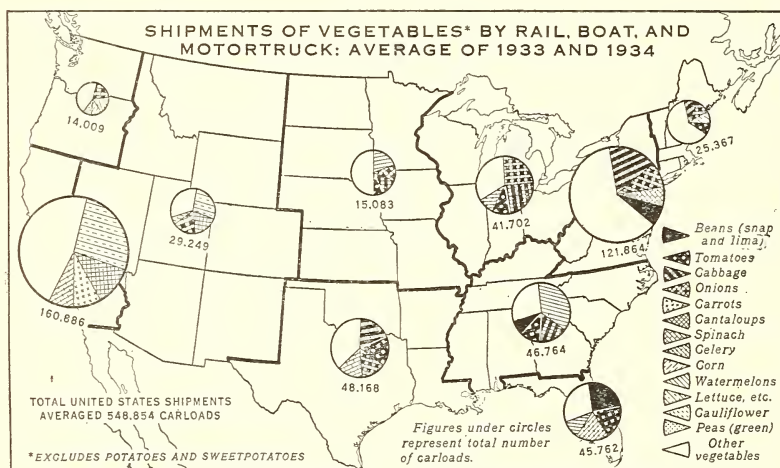 SHIPMENTS OF VEGETABLES* BY RAIL, BOAT, AND
MOTORTRUCK: AVERAGE OF 1933 AND 1934
14.009
25.367
15.083
29.249
41.702
121.864
160.886
46.764
48.168
45.762
Beans (snap
and lima)
Tomatoes
Cabbage
Onions
Carrots
Cantaloups
Spinach
Celery
Corn
Watermelons
Lettuce, etc.
Cauliflower
Peas (green)
Other
vegetables
TOTAL UNITED STATES SHIPMENTS
AVERAGED 548.854 CARLOADS
Figures under circles
represent total number
of carloads.
*EXCLUDES POTATOES AND SWEETPOTATOES